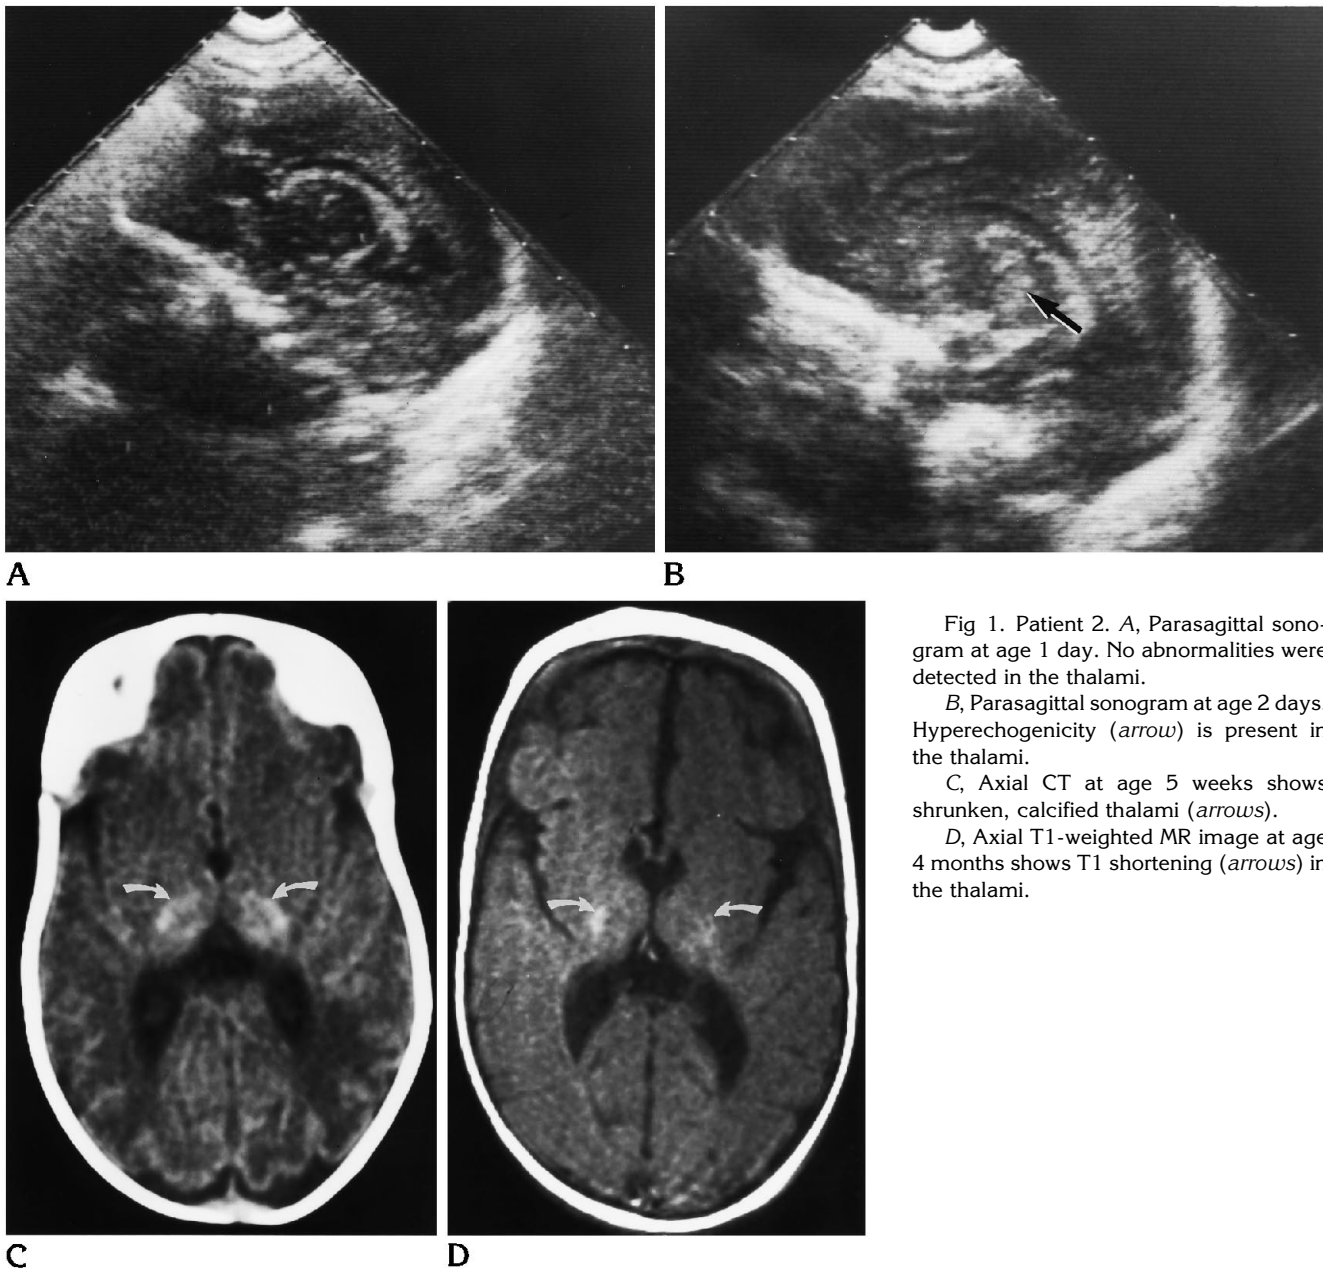 A
B
C
D
Fig 1. Patient 2. A, Parasagittal sono-
gram at age 1 day. No abnormalities were
detected in the thalami.
B, Parasagittal sonogram at age 2 days.
Hyperechogenicity (arrow) is present in
the thalami.
C, Axial CT at age 5 weeks shows
shrunken, calcified thalami (arrows).
D, Axial T1-weighted MR image at age
4 months shows T1 shortening (arrows) in
the thalami.